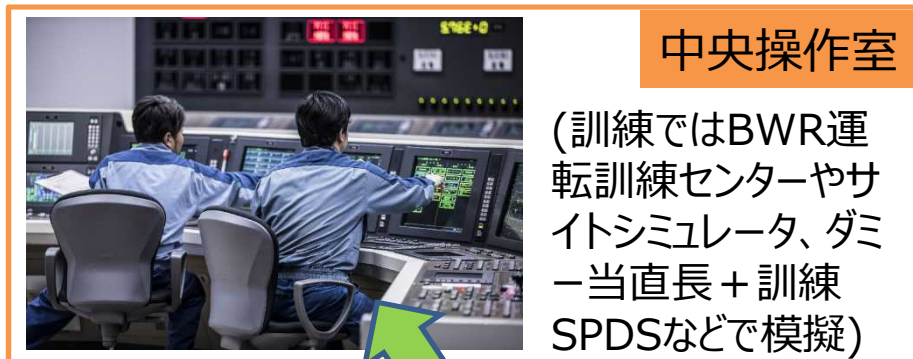 中央操作室
(訓練ではBWR運
転訓練センターやサ
イトシミュレータ、ダミ
ー当直長+訓練
SPDSなどで模擬)